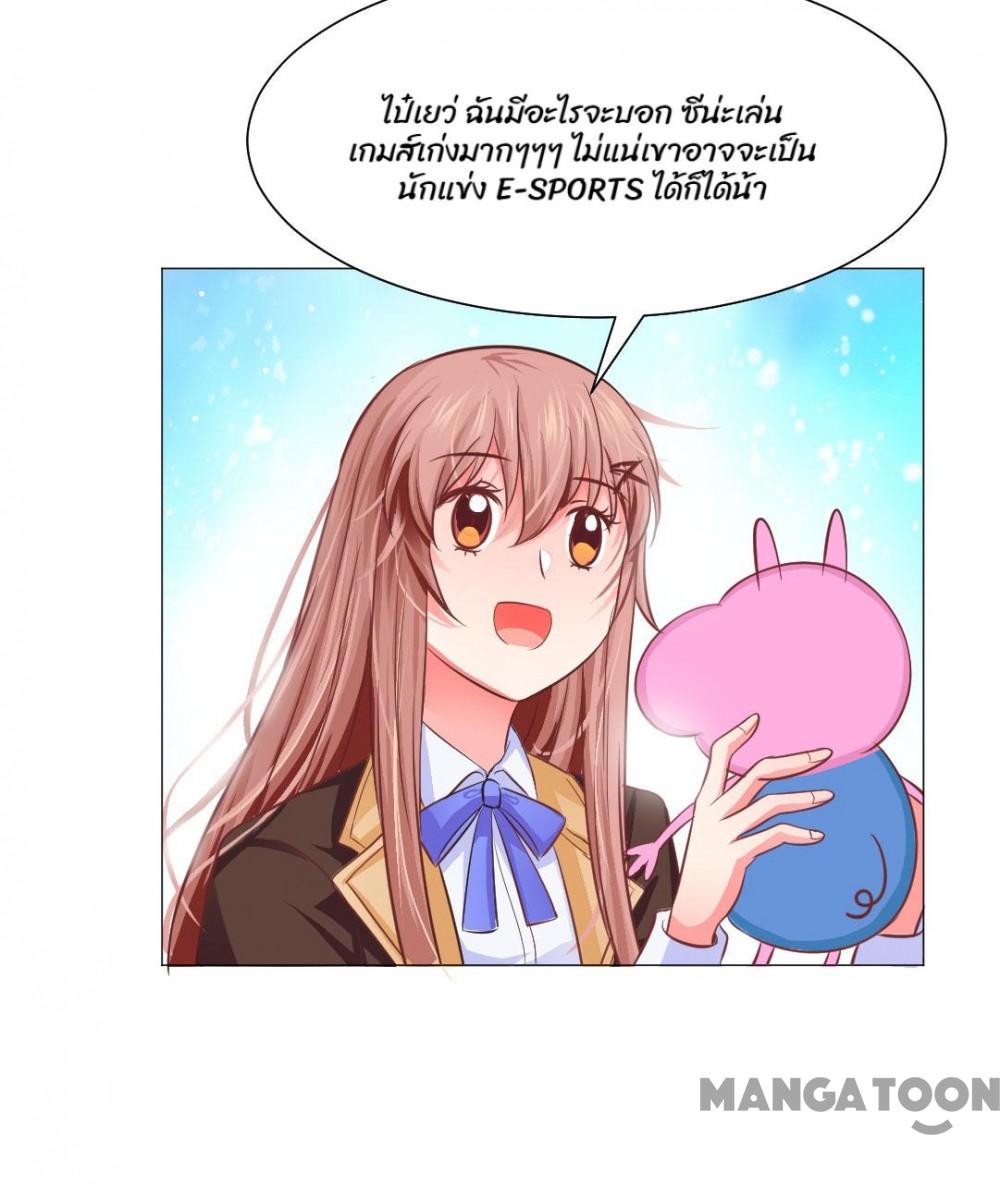 ไป๋เยว่ ฉันมีอะไรจะบอก ซีน่ะเล่น
เกมส์เก่งมากๆๆๆ ไม่แน่เขาอาจจะเป็น
นักแข่ง E-SPORTS ได้ก็ได้น้า
MANGATOON